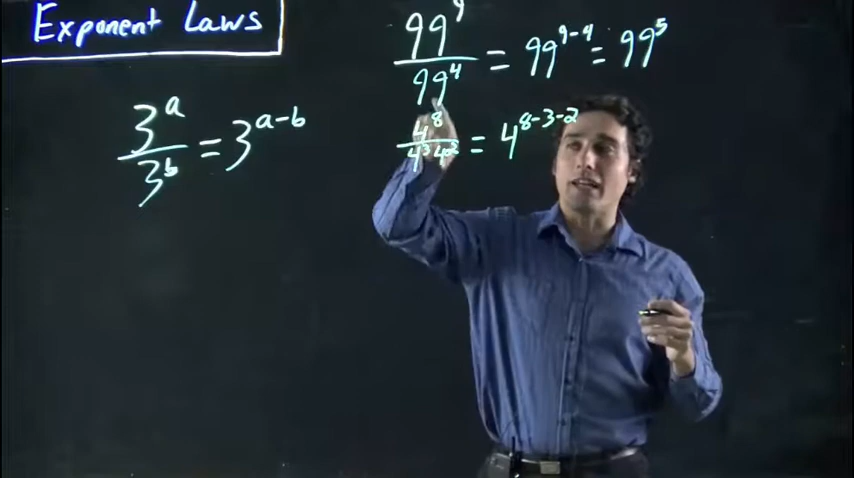 Exponent Laws
3^a / 3^b = 3^(a-b)
99^9 / 99^4 = 99^(9-4) = 99^5
4^8 / 4^3 4^2 = 4^(8-3-2)